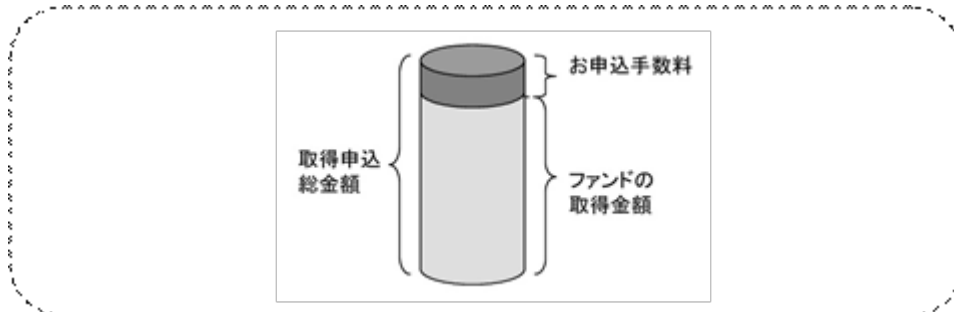 お申込手数料
取得申込
総金額
ファンドの
取得金額